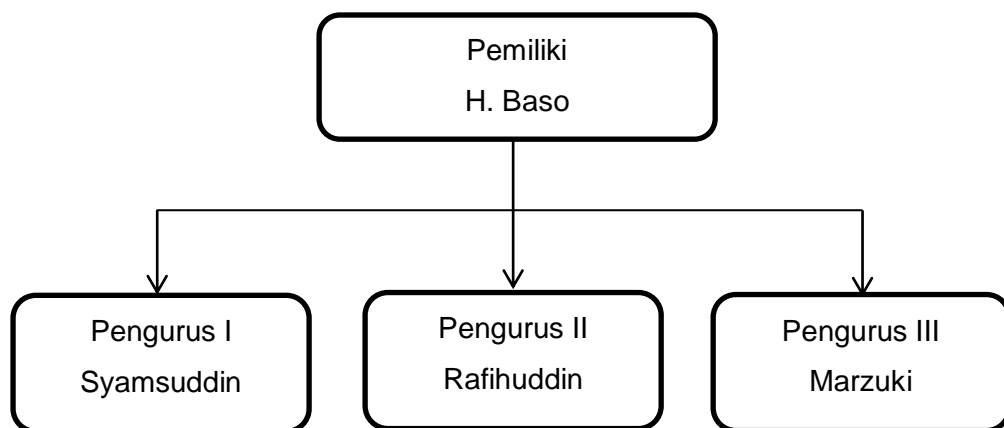 Pemiliki
H. Baso
Pengurus I
Syamsuddin
Pengurus II
Rafihuddin
Pengurus III
Marzuki